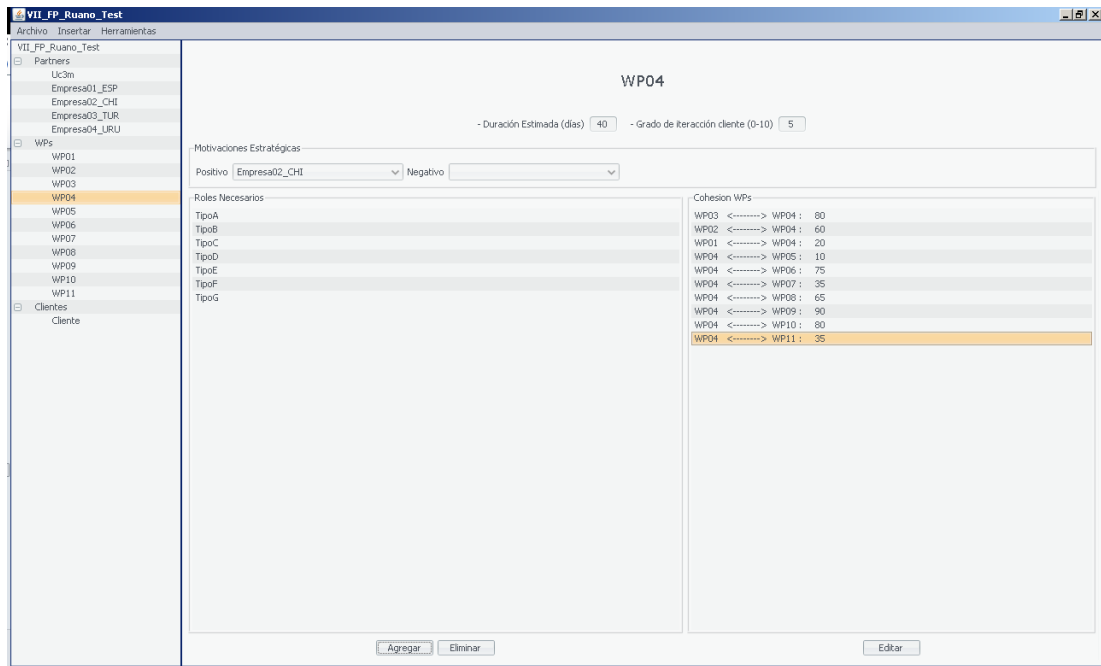 VII_FP_Ruano_Test
Archivo Insertar Herramientas
VII_FP_Ruano_Test
Partners
Uc3m
Empresa01_ESP
Empresa02_CHI
Empresa03_TUR
Empresa04_URU
WPs
WP01
WP02
WP03
WP04
WP05
WP06
WP07
WP08
WP09
WP10
WP11
Clientes
Cliente
WP04
- Duración Estimada (días) 40 - Grado de iteracción cliente (0-10) 5
Motivaciones Estratégicas
Positivo Empresa02_CHI Negativo
Roles Necesarios
TipoA
TipoB
TipoC
TipoD
TipoE
TipoF
TipoG
Agregar Eliminar
Cohesion WPs
WP03 <--------> WP04 : 80
WP02 <--------> WP04 : 60
WP01 <--------> WP04 : 20
WP04 <--------> WP05 : 10
WP04 <--------> WP06 : 75
WP04 <--------> WP07 : 35
WP04 <--------> WP08 : 65
WP04 <--------> WP09 : 90
WP04 <--------> WP10 : 80
WP04 <--------> WP11 : 35
Editar